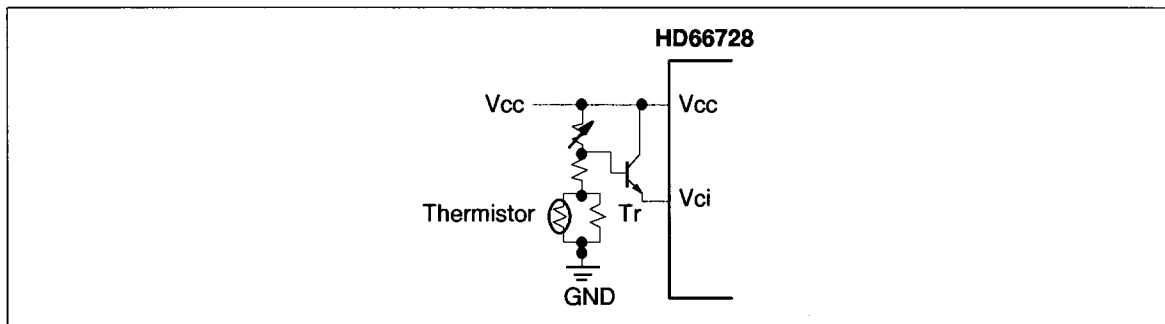 HD66728
Vcc
Vcc
Vci
Thermistor
Tr
GND